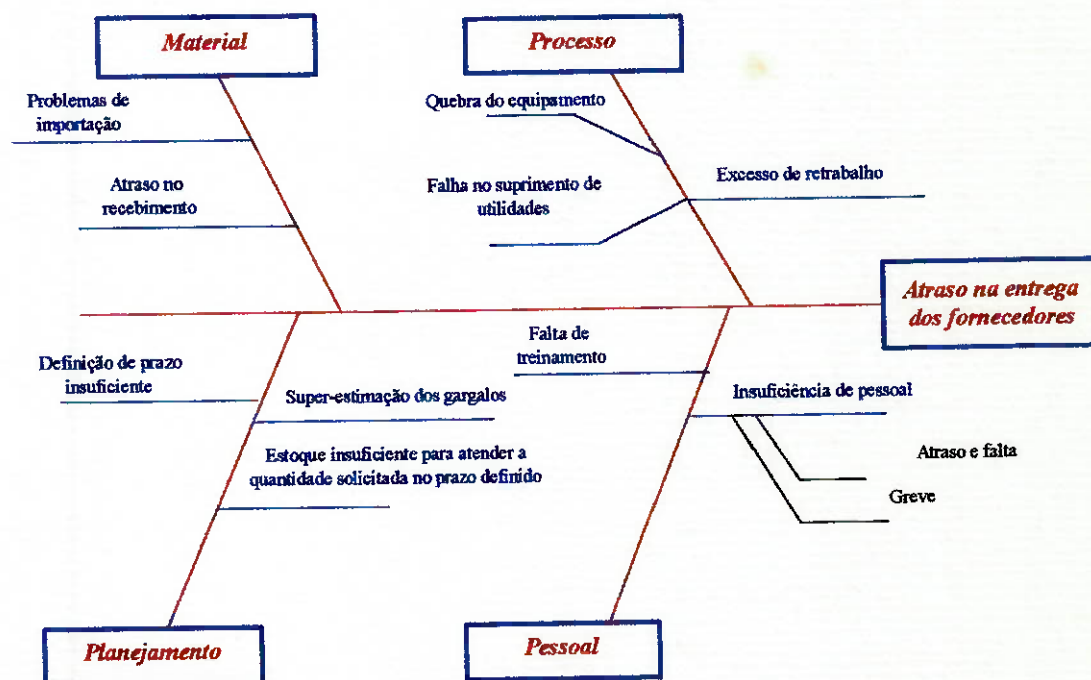 Material
Processo
Problemas de
importação
Atraso no
recebimento
Quebra do equipamento
Falha no suprimento de
utilidades
Excesso de retrabalho
Atraso na entrega
dos fornecedores
Definição de prazo
insuficiente
Super-estimação dos gargalos
Estoque insuficiente para atender a
quantidade solicitada no prazo definido
Falta de
treinamento
Insuficiência de pessoal
Atraso e falta
Greve
Planejamento
Pessoal